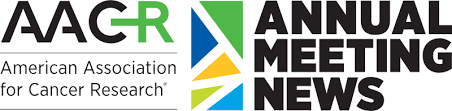 AACR
American Association
for Cancer Research®
ANNUAL
MEETING
NEWS